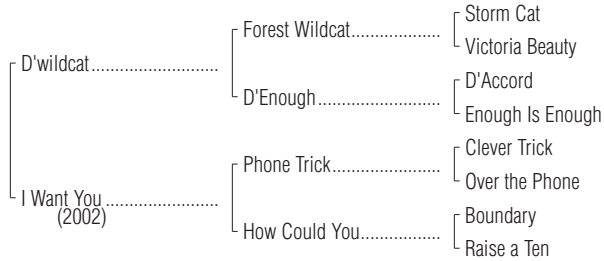 Storm Cat
Forest Wildcat
Victoria Beauty
D'wildcat
D'Accord
D'Enough
Enough Is Enough
Clever Trick
Phone Trick
Over the Phone
I Want You
(2002)
Boundary
How Could You
Raise a Ten